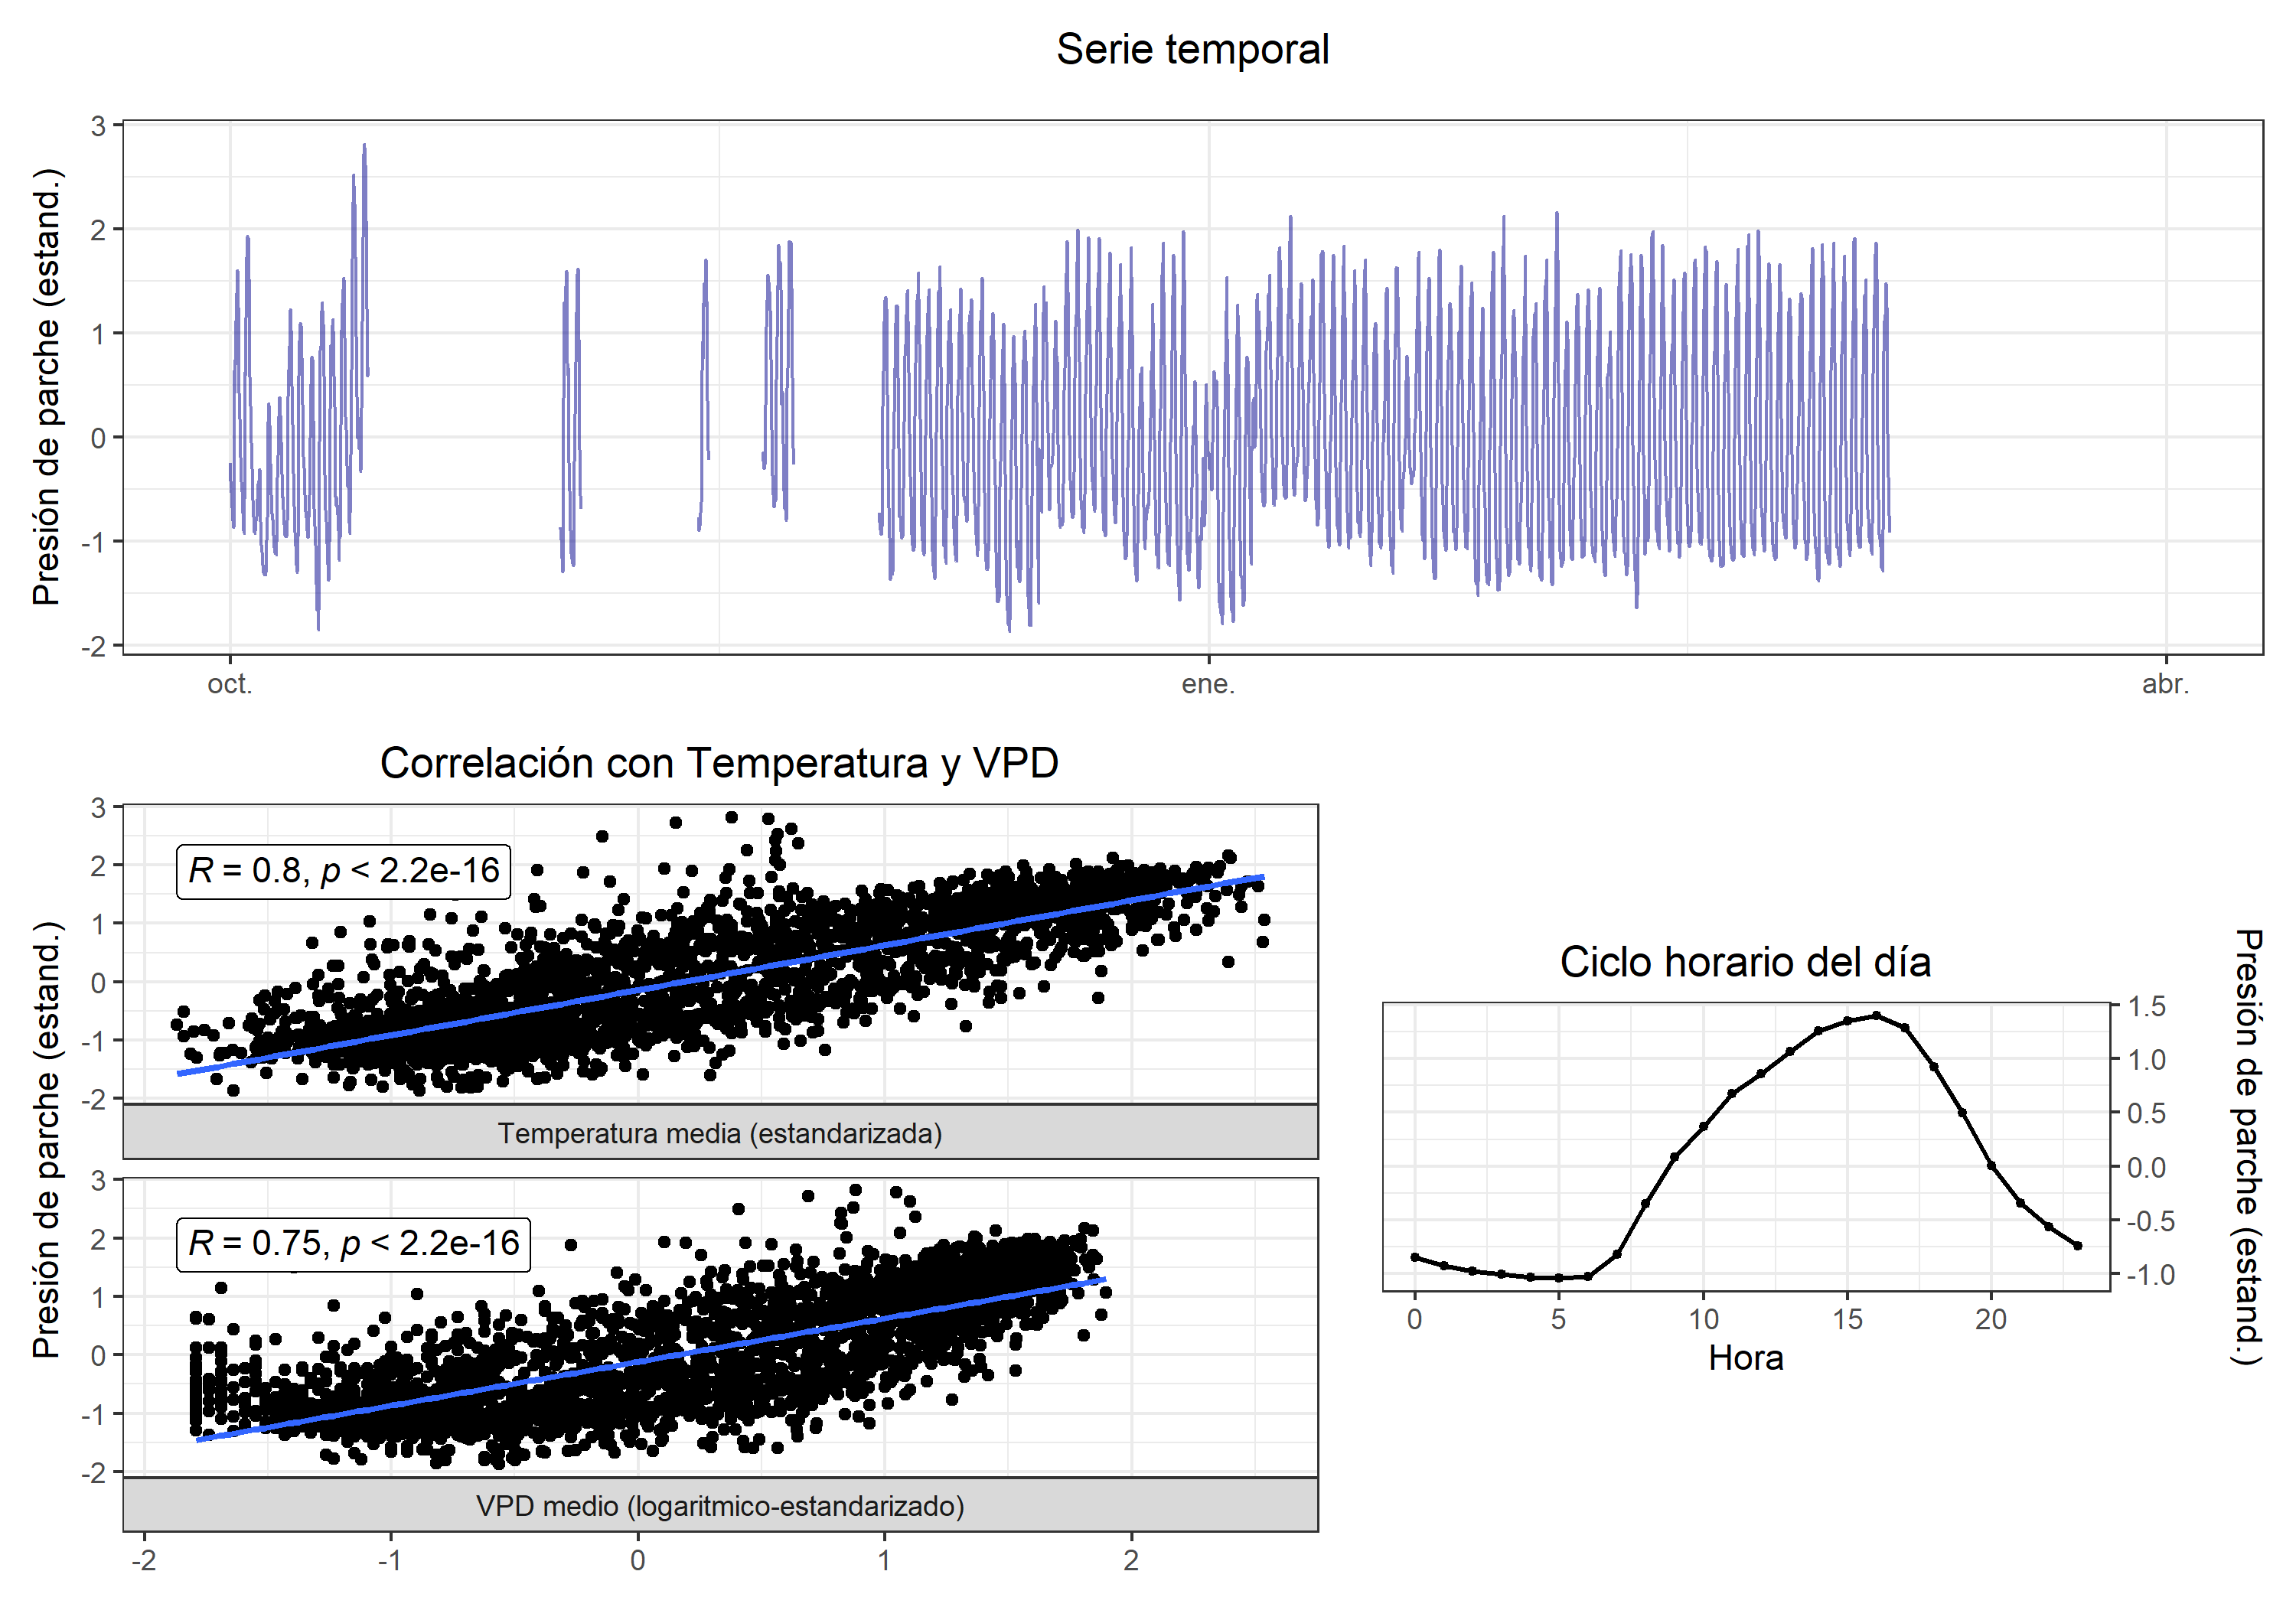 Serie temporal
Presión de parche (estand.)
3
2
1
0
-1
-2
oct.
ene.
abr.
Correlación con Temperatura y VPD
Presión de parche (estand.)
3
2
1
0
-1
-2
R = 0.8, p < 2.2e-16
Temperatura media (estandarizada)
3
2
1
0
-1
-2
R = 0.75, p < 2.2e-16
VPD medio (logaritmico-estandarizado)
-2
-1
0
1
2
Ciclo horario del día
1.5
1.0
0.5
0.0
-0.5
-1.0
Presión de parche (estand.)
0
5
10
15
20
Hora